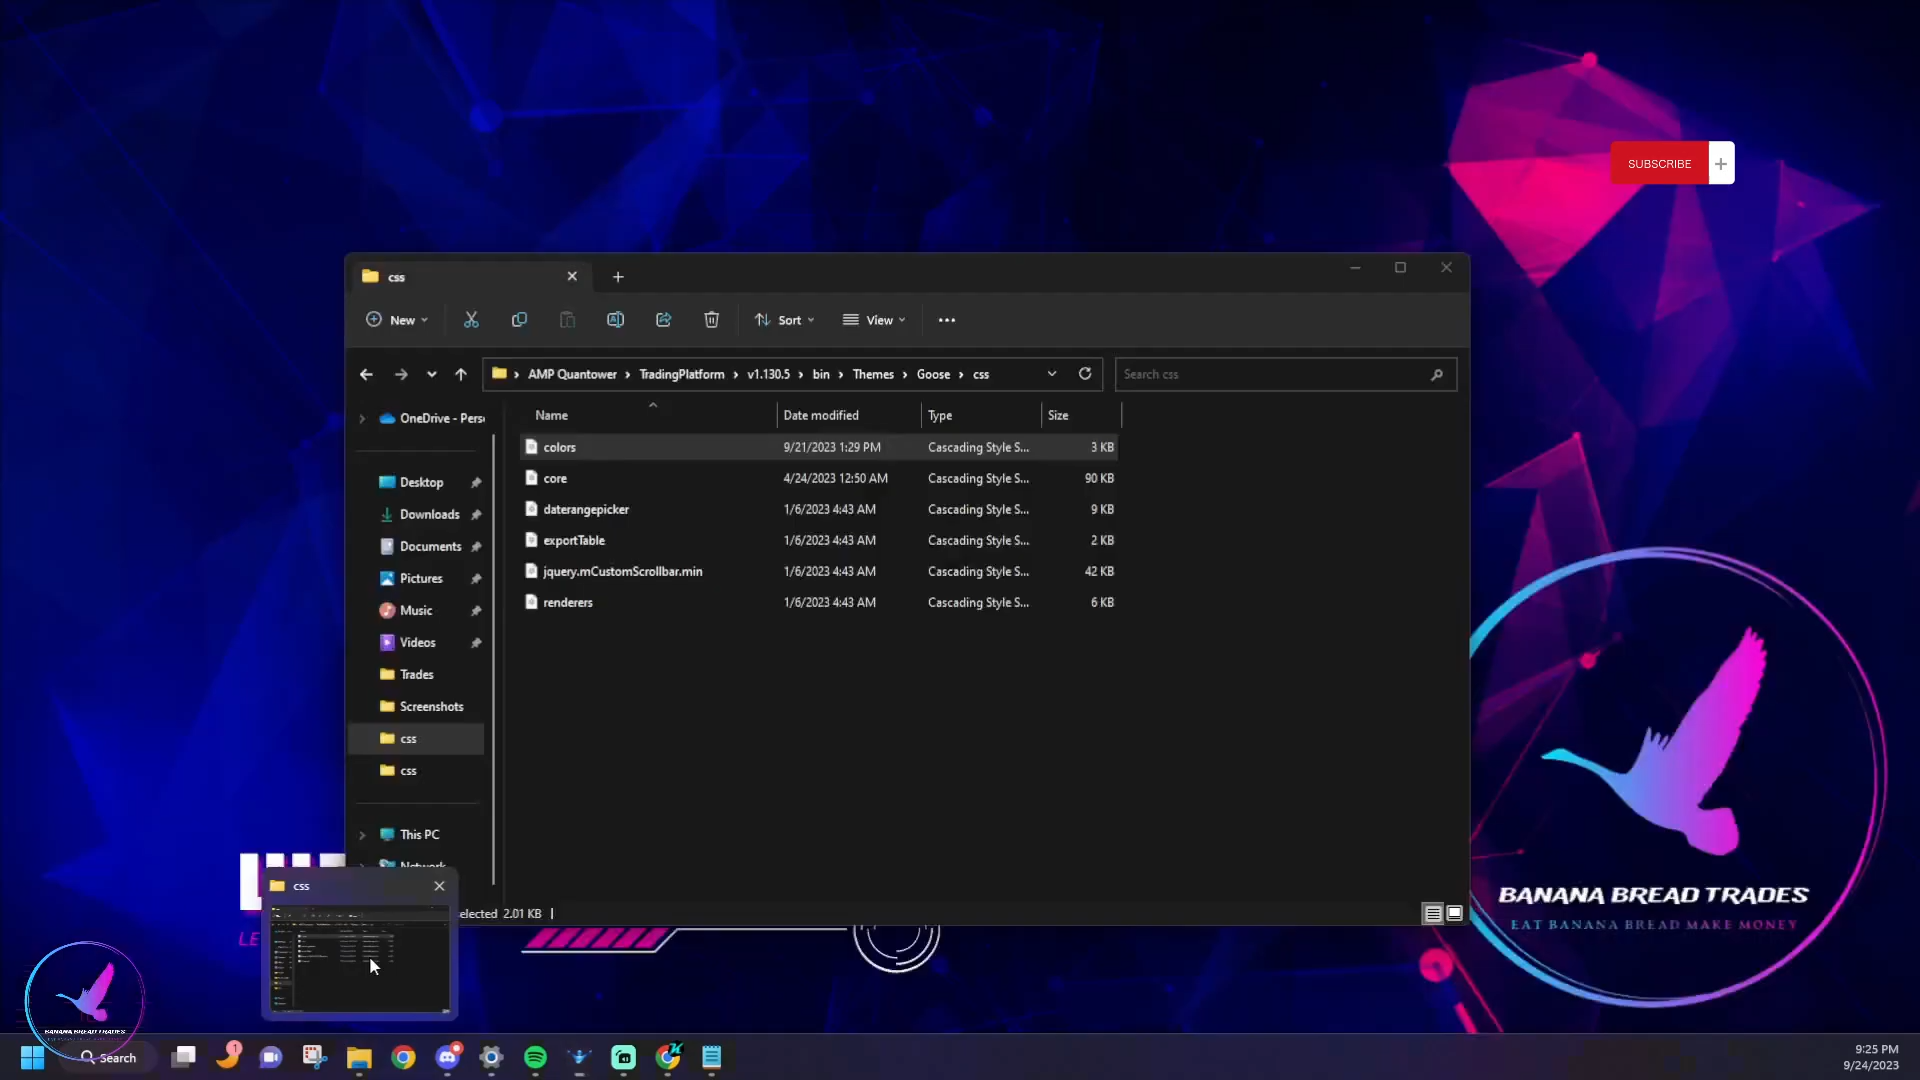 SUBSCRIBE
css
New
Sort
View
AMP Quantower
TradingPlatform
v1.130.5
bin
Themes
Goose
css
Search css
Name
Date modified
Type
Size
colors
9/21/2023 1:29 PM
Cascading Style S...
3 KB
core
4/24/2023 12:50 AM
Cascading Style S...
90 KB
daterangepicker
1/6/2023 4:43 AM
Cascading Style S...
9 KB
exportTable
1/6/2023 4:43 AM
Cascading Style S...
2 KB
jquery.mCustomScrollbar.min
1/6/2023 4:43 AM
Cascading Style S...
42 KB
renderers
1/6/2023 4:43 AM
Cascading Style S...
6 KB
OneDrive - Pers
Desktop
Downloads
Documents
Pictures
Music
Videos
Trades
Screenshots
css
css
This PC
Network
css
selected 2.01 KB
BANANA BREAD TRADES
EAT BANANA BREAD MAKE MONEY
BANANA BREAD TRADES
Search
1
9:25 PM
9/24/2023